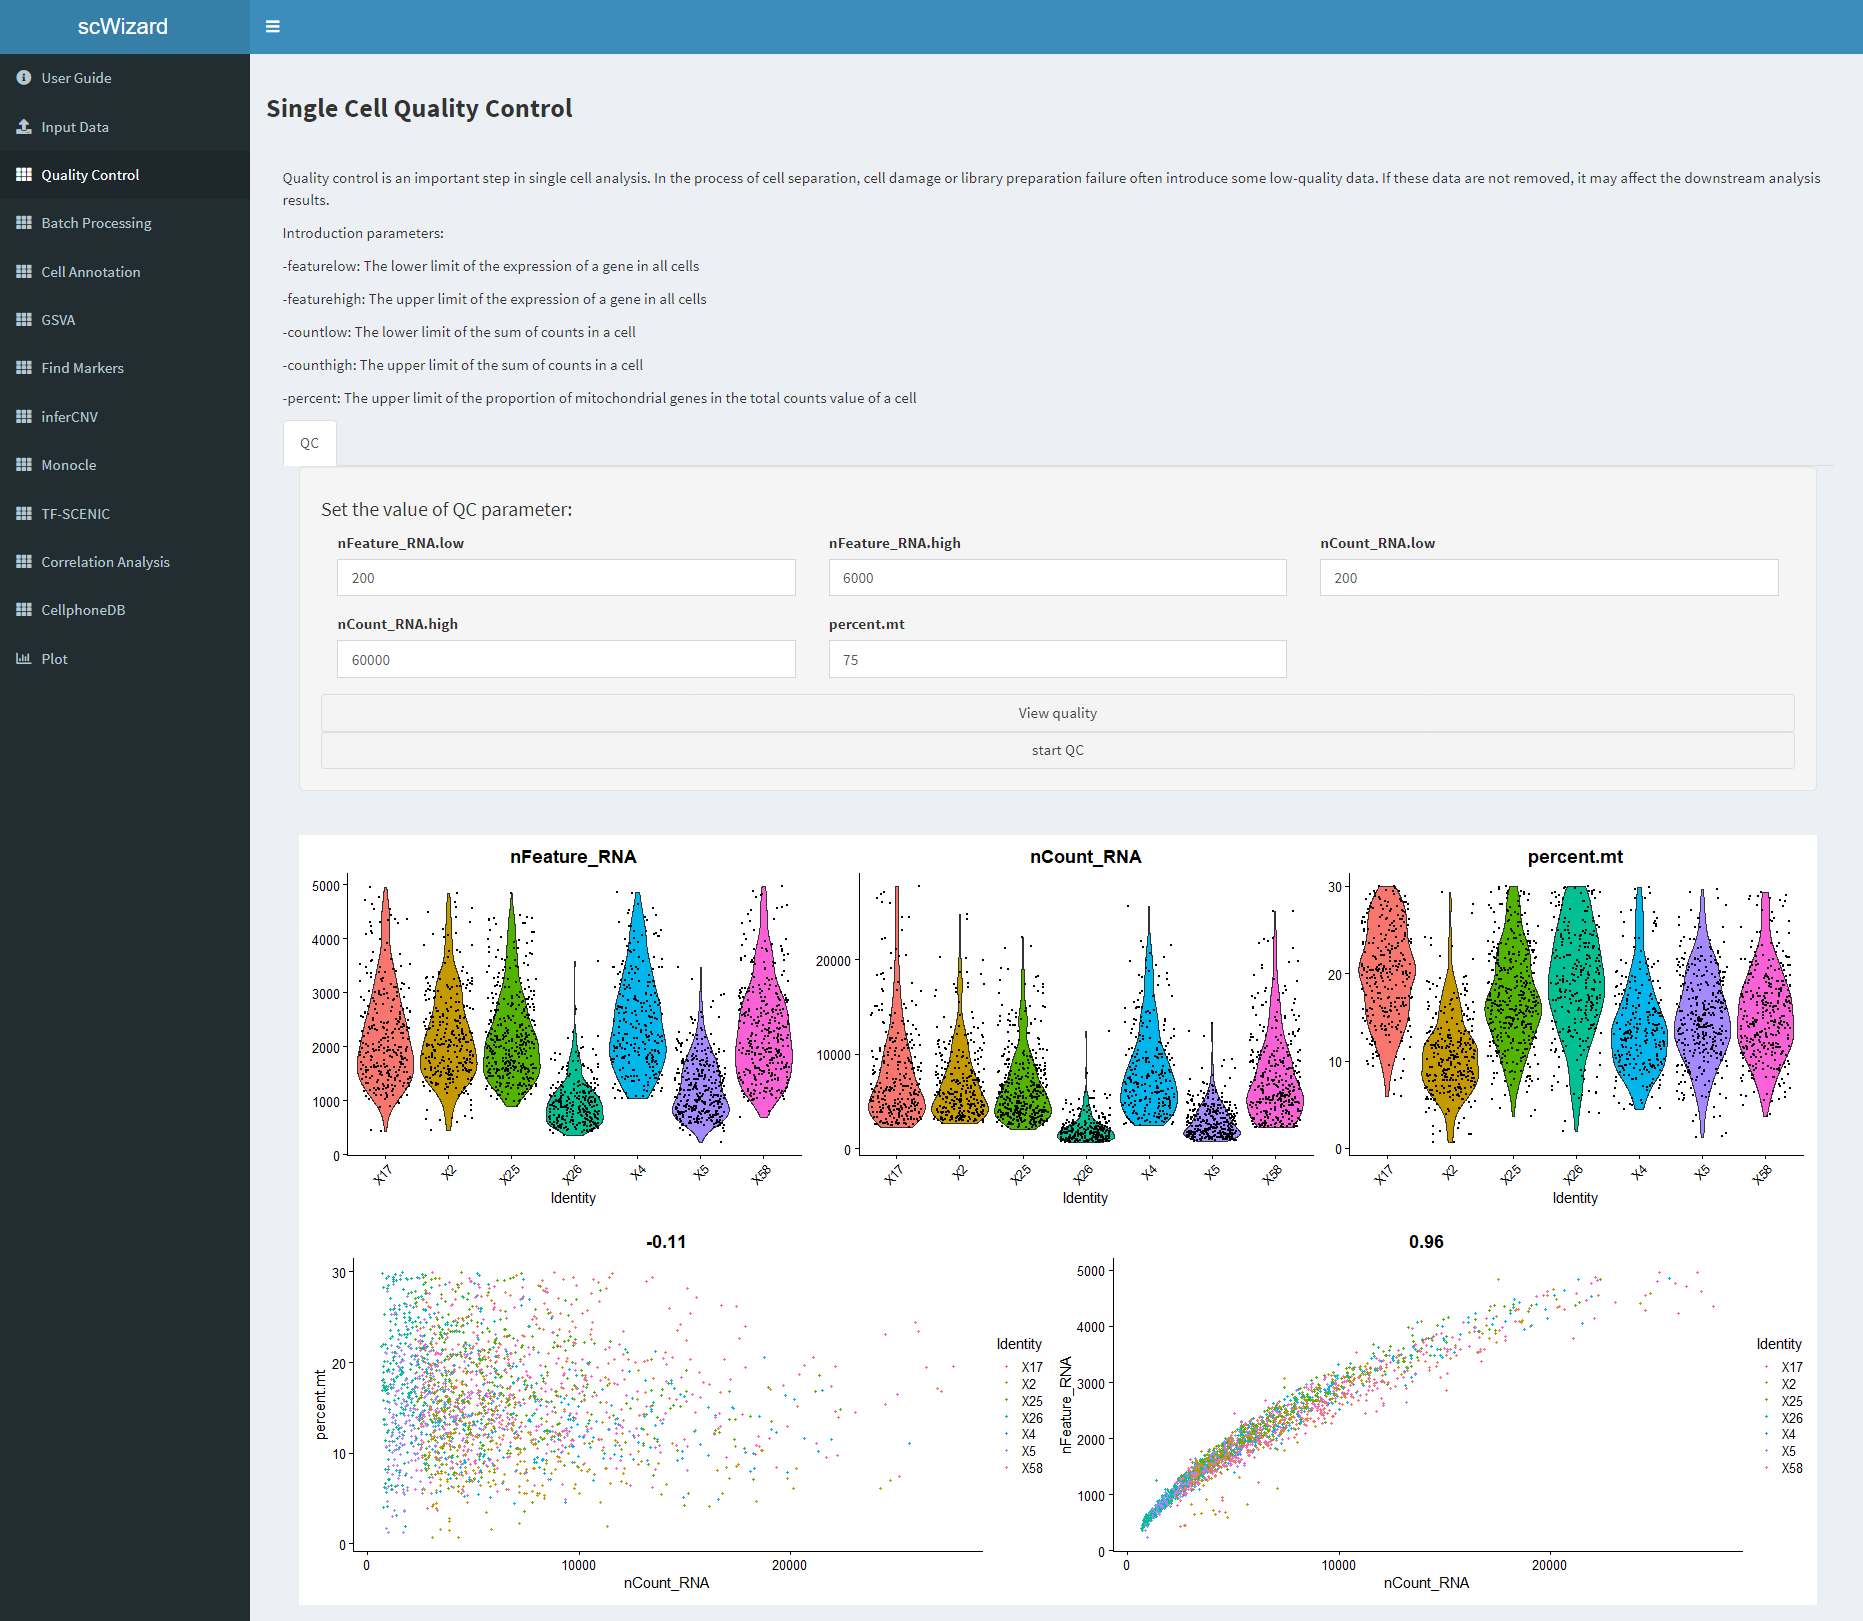 scWizard
User Guide
Input Data
Quality Control
Batch Processing
Cell Annotation
GSVA
Find Markers
inferCNV
Monocle
TF-SCENIC
Correlation Analysis
CellphoneDB
Plot
Single Cell Quality Control
Quality control is an important step in single cell analysis. In the process of cell separation, cell damage or library preparation failure often introduce some low-quality data. If these data are not removed, it may affect the downstream analysis
results.
Introduction parameters:
-featurelow: The lower limit of the expression of a gene in all cells
-featurehigh: The upper limit of the expression of a gene in all cells
-countlow: The lower limit of the sum of counts in a cell
-counthigh: The upper limit of the sum of counts in a cell
-percent: The upper limit of the proportion of mitochondrial genes in the total counts value of a cell
QC
Set the value of QC parameter:
nFeature_RNA.low nFeature_RNA.high nCount_RNA.low
200 6000 200
nCount_RNA.high percent.mt
60000 75
View quality
start QC
nFeature_RNA
5000
4000
3000
2000
1000
0
X17 X2 X25 X26 X4 X5 X58
Identity
nCount_RNA
20000
10000
0
X17 X2 X25 X26 X4 X5 X58
Identity
percent.mt
30
20
10
0
X17 X2 X25 X26 X4 X5 X58
Identity
-0.11
percent.mt
30
20
10
0
0 10000 20000
nCount_RNA
Identity
X17
X2
X25
X26
X4
X5
X58
0.96
nFeature_RNA
5000
4000
3000
2000
1000
0
0 10000 20000
nCount_RNA
Identity
X17
X2
X25
X26
X4
X5
X58